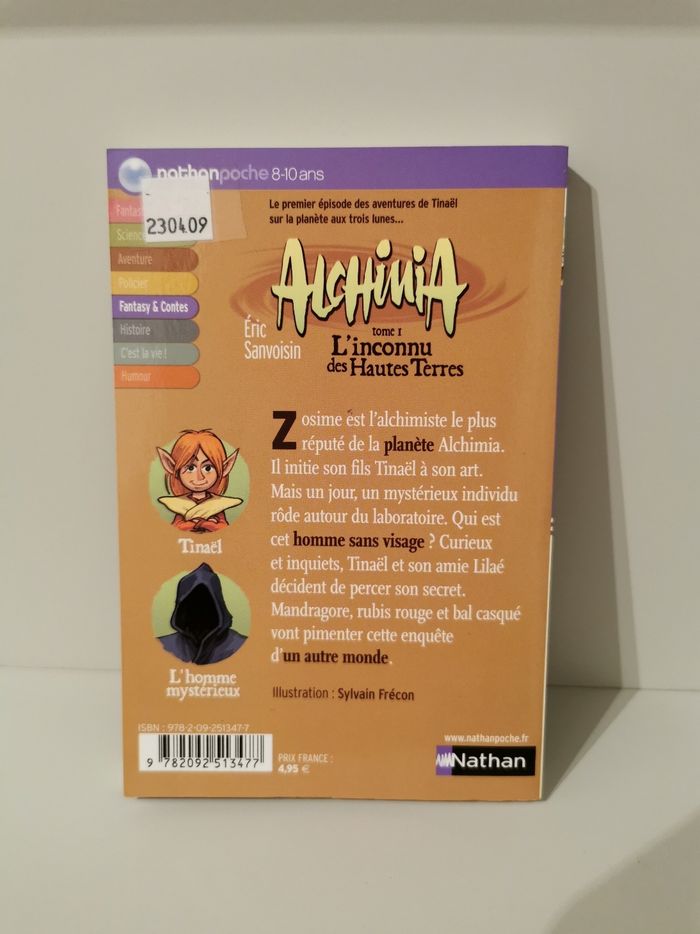 nathanpoche 8-10 ans
230409
Science
Aventure
Policier
Fantasy & Contes
Histoire
C'est la vie !
Humour
Le premier épisode des aventures de Tinaël
sur la planète aux trois lunes...
ALCHIMIA
tome 1
L'inconnu
des Hautes Terres
Éric
Sanvoisin
Zosime est l'alchimiste le plus
réputé de la planète Alchimia.
Il initie son fils Tinaël à son art.
Mais un jour, un mystérieux individu
rôde autour du laboratoire. Qui est
cet homme sans visage ? Curieux
et inquiets, Tinaël et son amie Lilaé
décident de percer son secret.
Mandragore, rubis rouge et bal casqué
vont pimenter cette enquête
d'un autre monde.
Tinaël
L'homme
mystérieux
Illustration : Sylvain Frécon
ISBN : 978-2-09-251347-7
9 782092 513477
PRIX FRANCE :
4,95 €
www.nathanpoche.fr
Nathan